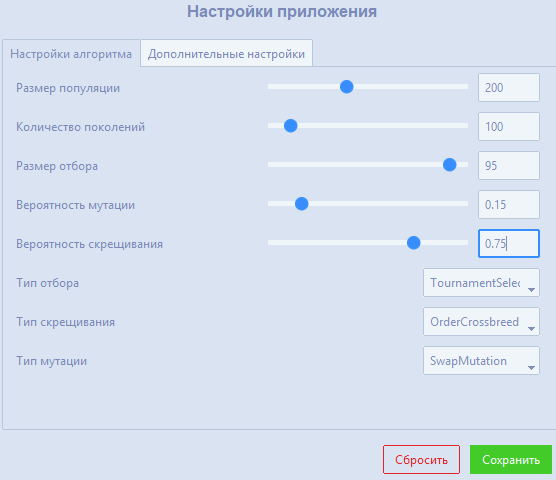 Настройки приложения
Настройки алгоритма Дополнительные настройки
Размер популяции 200
Количество поколений 100
Размер отбора 95
Вероятность мутации 0.15
Вероятность скрещивания 0.75
Тип отбора TournamentSelec
Тип скрещивания OrderCrossbreed
Тип мутации SwapMutation
Сбросить Сохранить